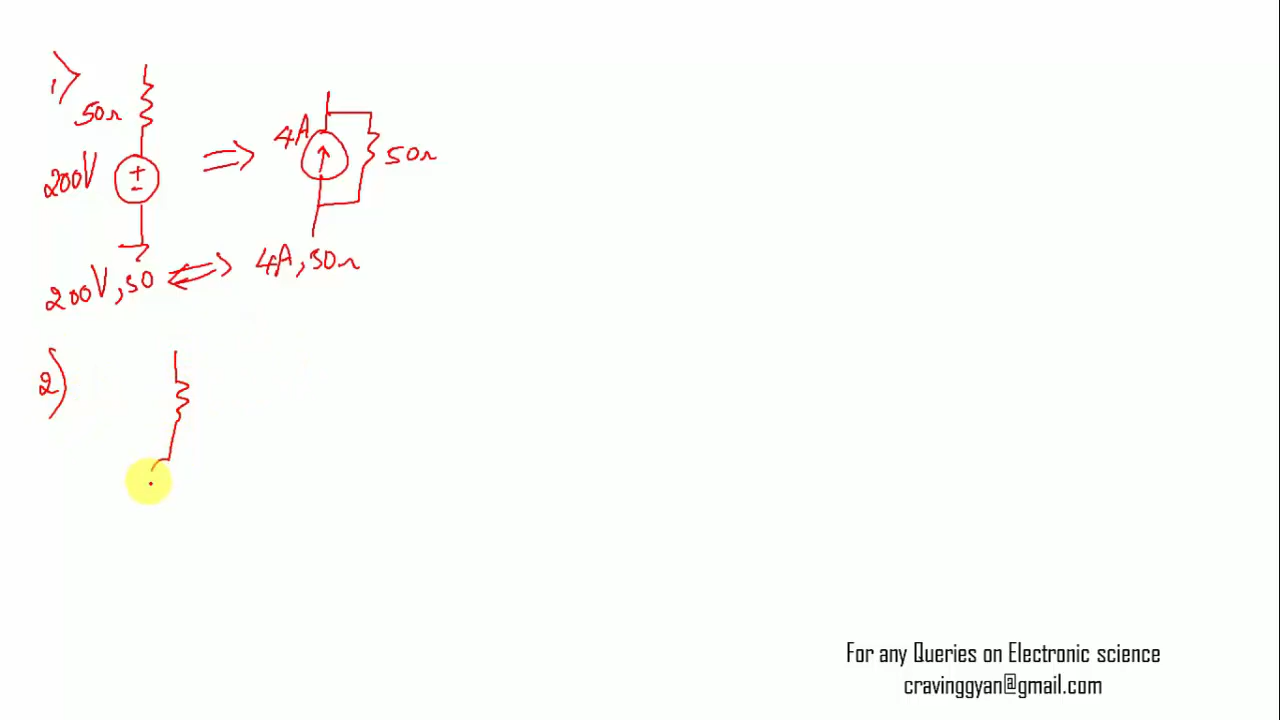 1)
50Ω
200V
+
-
⇒
4A
50Ω
200V, 50 ⇔ 4A, 50Ω
2)
For any Queries on Electronic science
cravinggyan@gmail.com